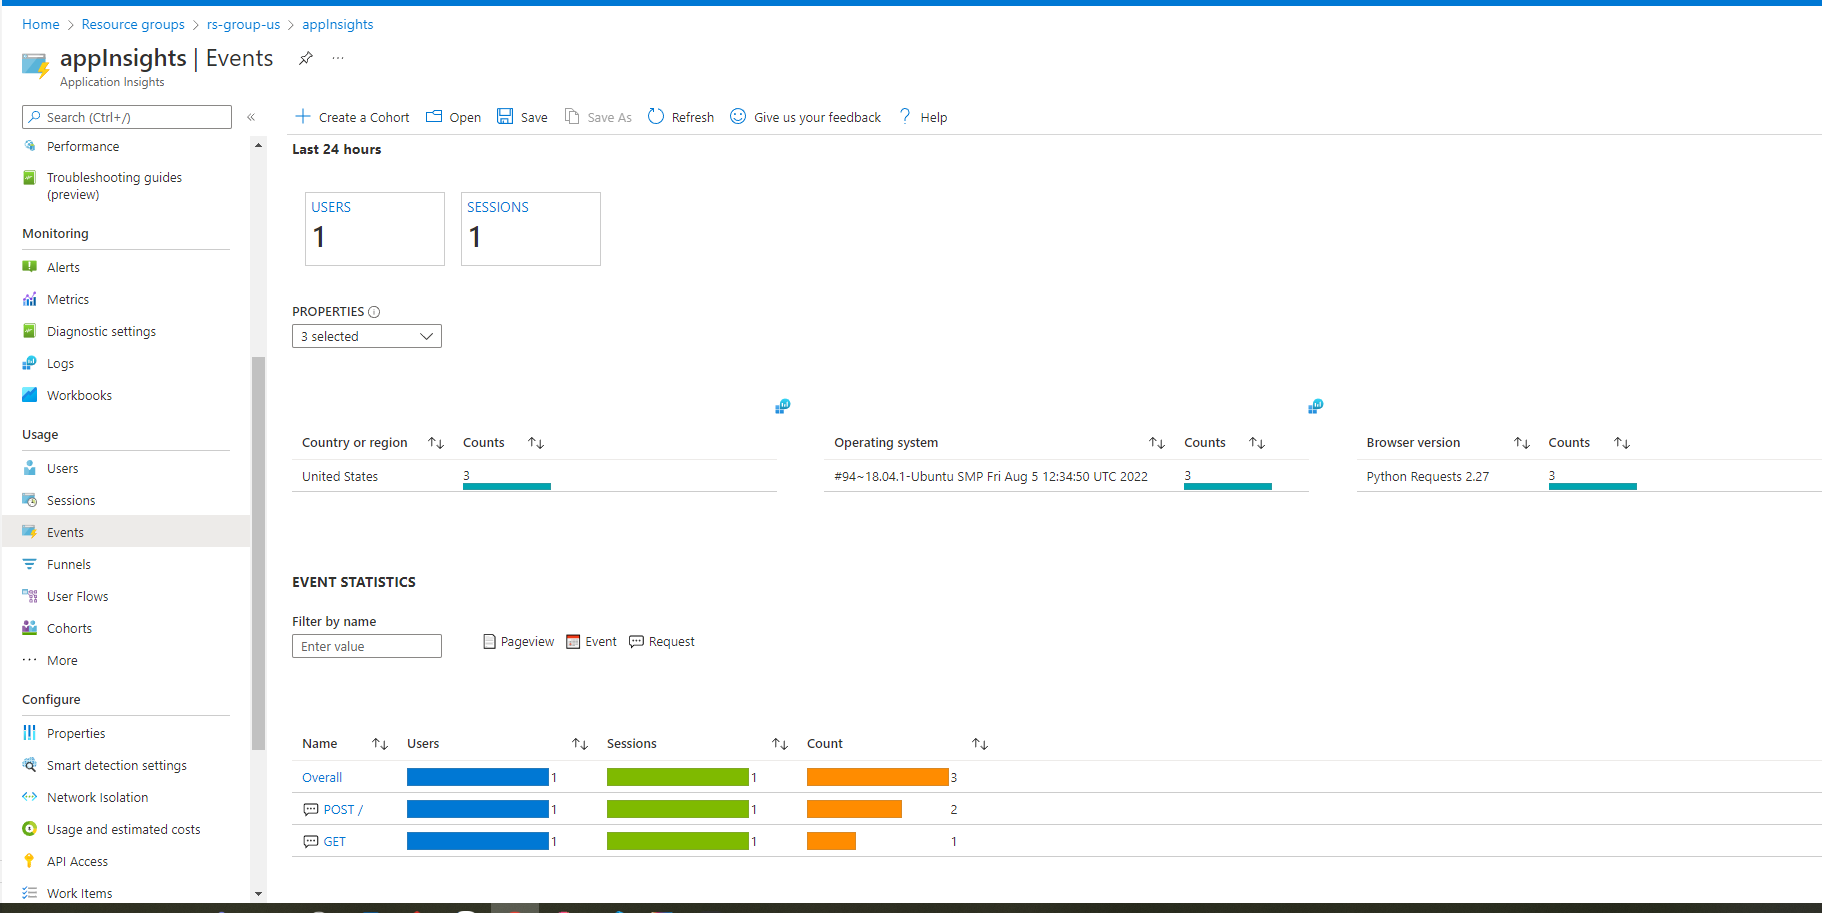 Home > Resource groups > rs-group-us > appInsights
appInsights | Events
Application Insights
Search (Ctrl+/)
«
Performance
Troubleshooting guides
(preview)
Monitoring
Alerts
Metrics
Diagnostic settings
Logs
Workbooks
Usage
Users
Sessions
Events
Funnels
User Flows
Cohorts
More
Configure
Properties
Smart detection settings
Network Isolation
Usage and estimated costs
API Access
Work Items
Create a Cohort Open Save Save As Refresh Give us your feedback Help
Last 24 hours
USERS
1
SESSIONS
1
PROPERTIES
3 selected
Country or region Counts
United States 3
Operating system Counts
#94~18.04.1-Ubuntu SMP Fri Aug 5 12:34:50 UTC 2022 3
Browser version Counts
Python Requests 2.27 3
EVENT STATISTICS
Filter by name
Enter value
Pageview Event Request
Name Users Sessions Count
Overall 1 1 3
POST / 1 1 2
GET 1 1 1